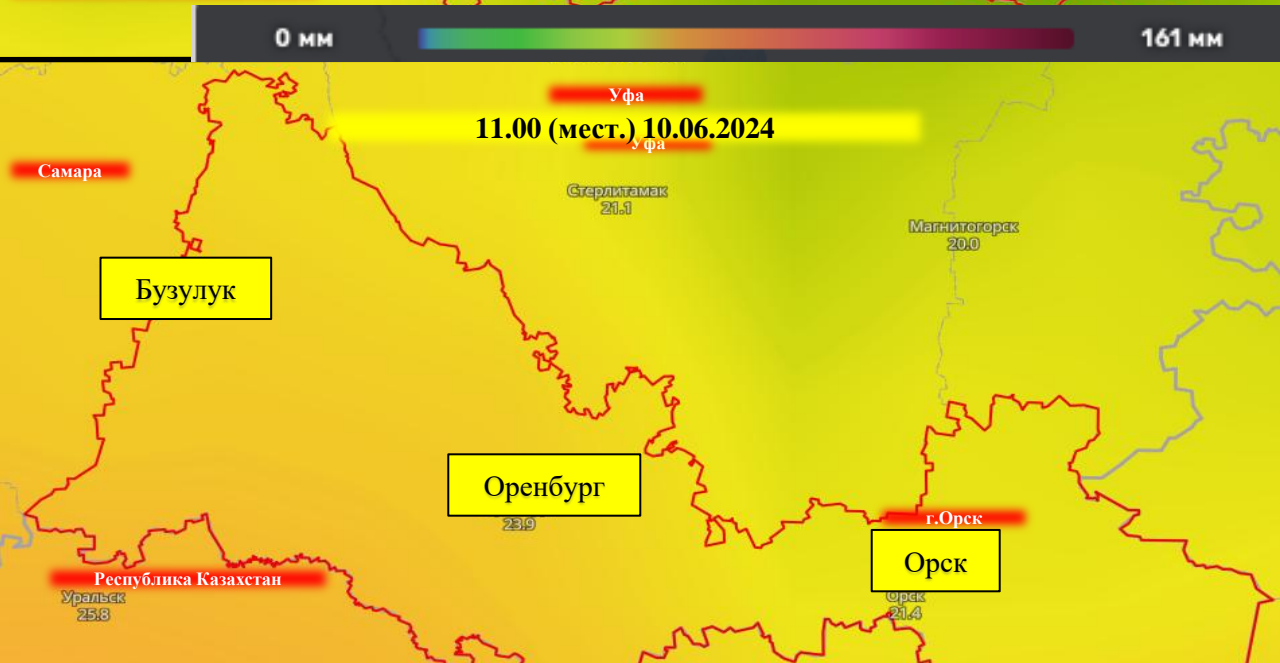 0 мм
161 мм
Уфа
11.00 (мест.) 10.06.2024
Уфа
Самара
Стерлитамак
21.1
Магнитогорск
20.0
Бузулук
Оренбург
23.9
г.Орск
Орск
Республика Казахстан
Уральск
25.8
Орск
21.4